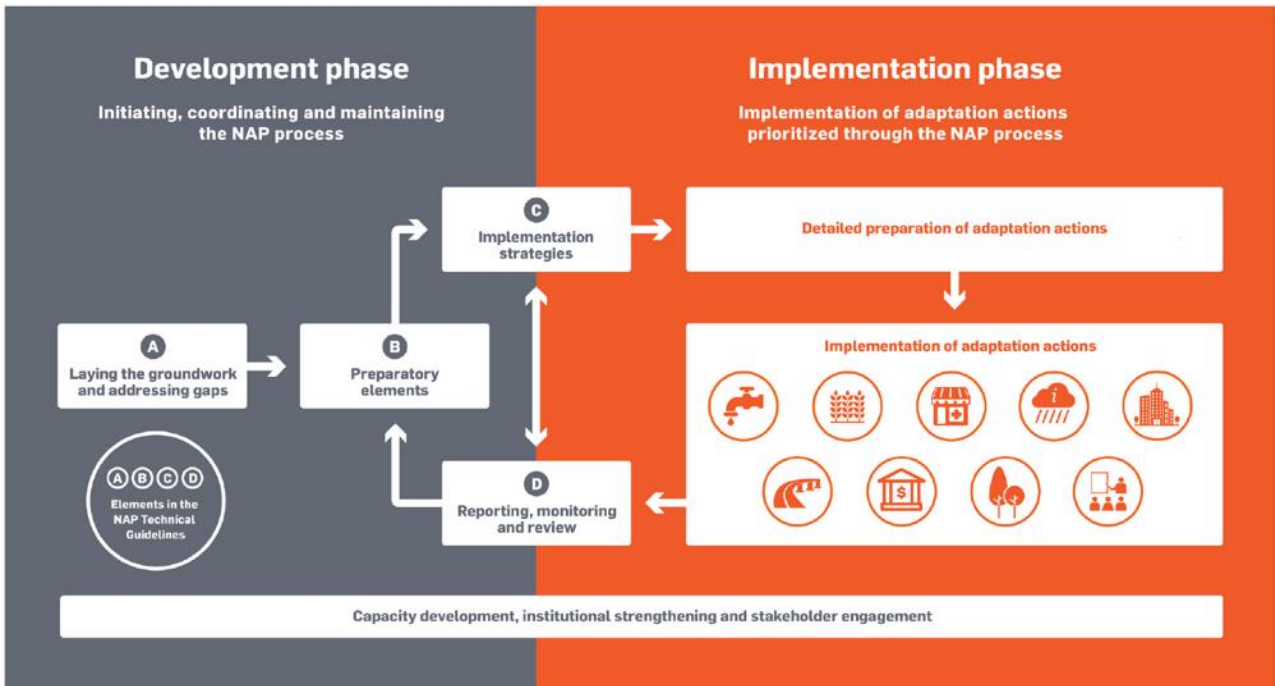 Development phase
Initiating, coordinating and maintaining
the NAP process
Implementation phase
Implementation of adaptation actions
prioritized through the NAP process
C
Implementation
strategies
Detailed preparation of adaptation actions
A
Laying the groundwork
and addressing gaps
B
Preparatory
elements
Implementation of adaptation actions
i
$
A B C D
Elements in the
NAP Technical
Guidelines
D
Reporting, monitoring
and review
Capacity development, institutional strengthening and stakeholder engagement